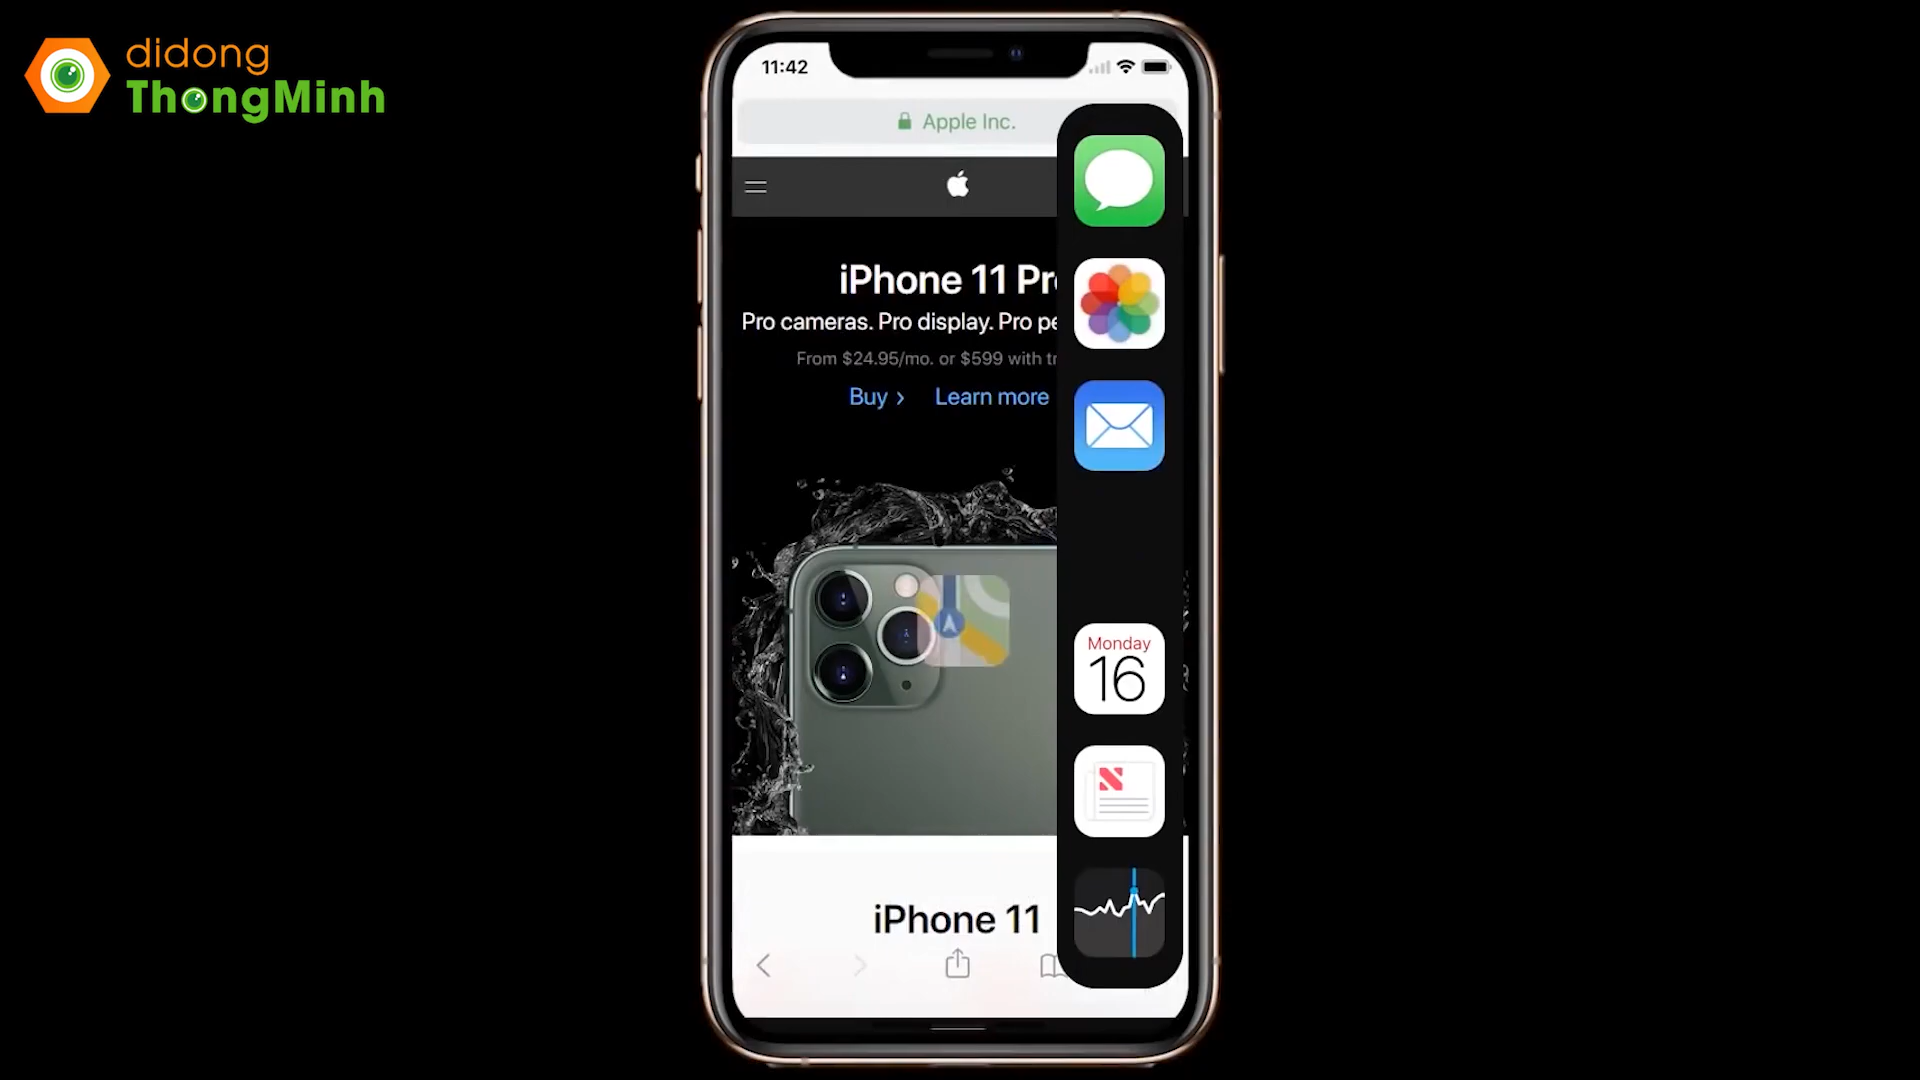 didong
ThongMinh
11:42
Apple Inc.
iPhone 11 Pr
Pro cameras. Pro display. Pro pe
From $24.95/mo. or $599 with tr
Buy › Learn more
Monday
16
iPhone 11